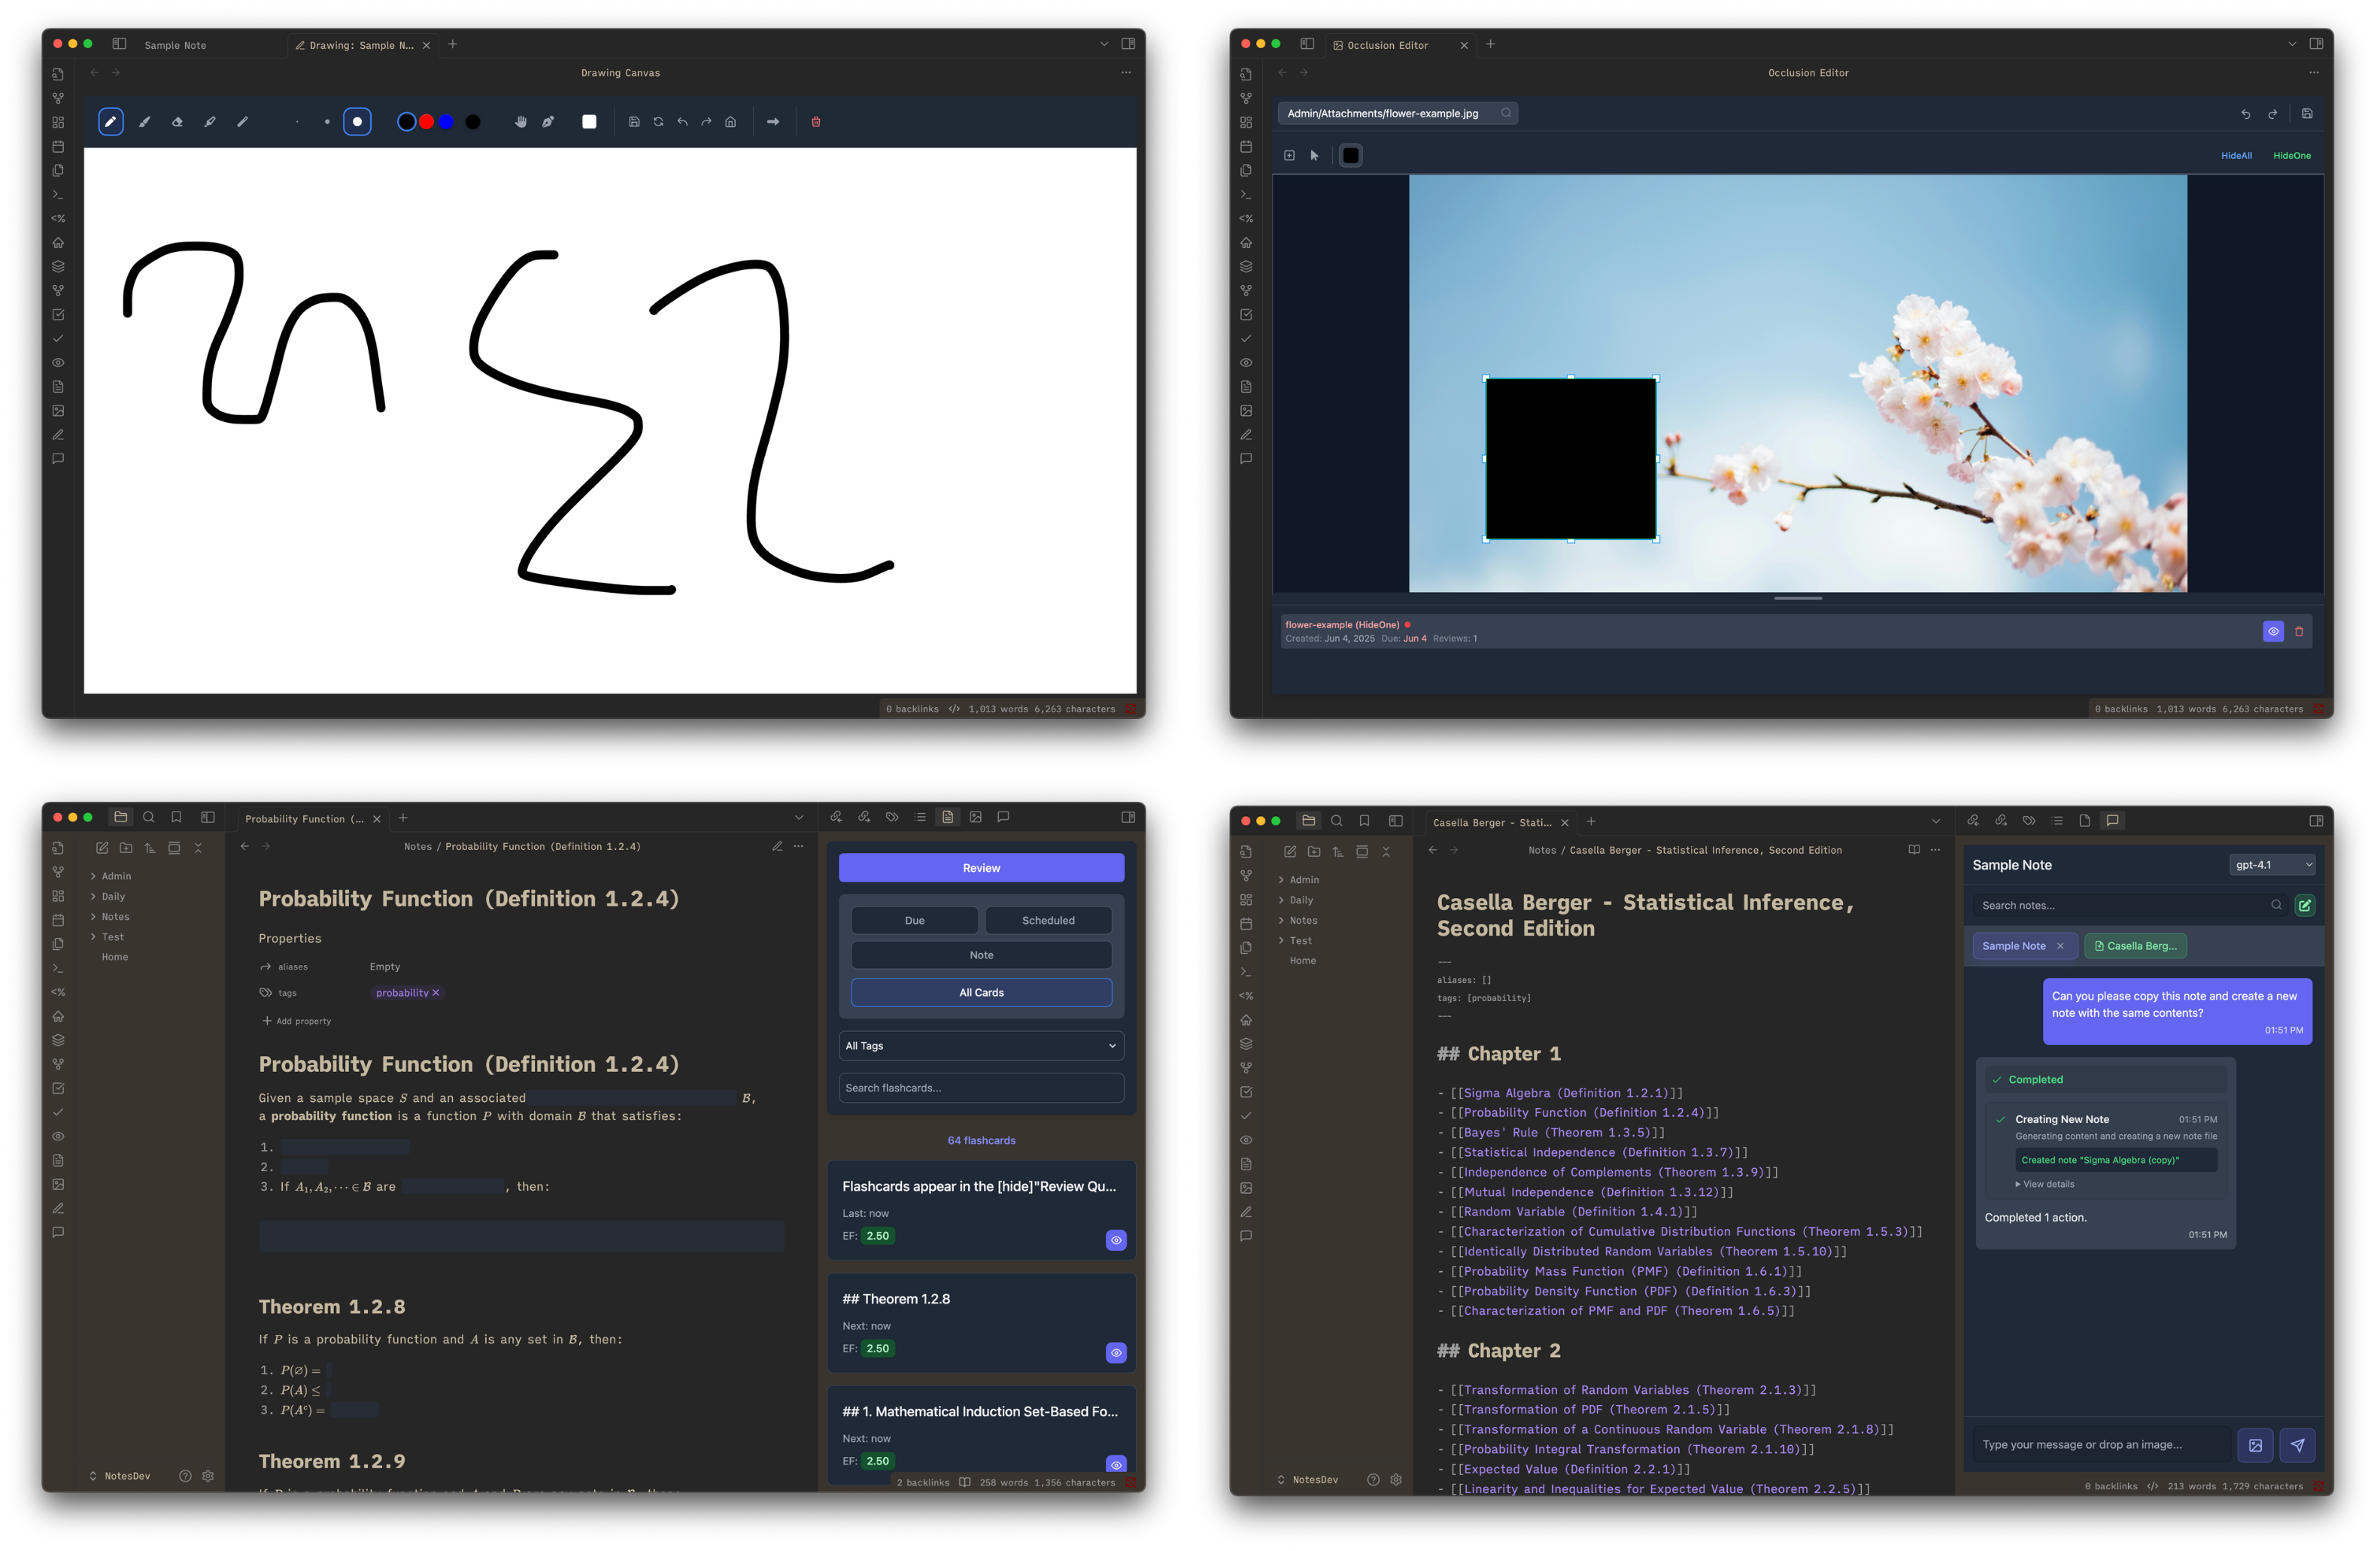 Sample Note
Drawing: Sample N...
Drawing Canvas
0 backlinks </> 1,013 words 6,263 characters
Occlusion Editor
Occlusion Editor
Admin/Attachments/flower-example.jpg
HideAll HideOne
flower-example (HideOne)
Created: Jun 4, 2025 Due: Jun 4 Reviews: 1
0 backlinks 1,013 words 6,263 characters
Probability Function (...
Notes / Probability Function (Definition 1.2.4)
Admin
Daily
Notes
Test
Home
NotesDev
Probability Function (Definition 1.2.4)
Properties
aliases Empty
tags probability
Add property
Probability Function (Definition 1.2.4)
Given a sample space S and an associated ℬ,
a probability function is a function P with domain ℬ that satisfies:
1.
2.
3. If A₁, A₂, ⋯ ∈ ℬ are , then:
Theorem 1.2.8
If P is a probability function and A is any set in ℬ, then:
1. P(∅) =
2. P(A) ≤
3. P(Aᶜ) =
Theorem 1.2.9
Review
Due Scheduled
Note
All Cards
All Tags
Search flashcards...
64 flashcards
Flashcards appear in the [hide]"Review Qu...
Last: now
EF: 2.50
## Theorem 1.2.8
Next: now
EF: 2.50
## 1. Mathematical Induction Set-Based Fo...
Next: now
EF: 2.50
2 backlinks 258 words 1,356 characters
Casella Berger - Stati...
Notes / Casella Berger - Statistical Inference, Second Edition
Admin
Daily
Notes
Test
Home
NotesDev
Casella Berger - Statistical Inference,
Second Edition
---
aliases: []
tags: [probability]
---
## Chapter 1
- [[Sigma Algebra (Definition 1.2.1)]]
- [[Probability Function (Definition 1.2.4)]]
- [[Bayes' Rule (Theorem 1.3.5)]]
- [[Statistical Independence (Definition 1.3.7)]]
- [[Independence of Complements (Theorem 1.3.9)]]
- [[Mutual Independence (Definition 1.3.12)]]
- [[Random Variable (Definition 1.4.1)]]
- [[Characterization of Cumulative Distribution Functions (Theorem 1.5.3)]]
- [[Identically Distributed Random Variables (Theorem 1.5.10)]]
- [[Probability Mass Function (PMF) (Definition 1.6.1)]]
- [[Probability Density Function (PDF) (Definition 1.6.3)]]
- [[Characterization of PMF and PDF (Theorem 1.6.5)]]
## Chapter 2
- [[Transformation of Random Variables (Theorem 2.1.3)]]
- [[Transformation of PDF (Theorem 2.1.5)]]
- [[Transformation of a Continuous Random Variable (Theorem 2.1.8)]]
- [[Probability Integral Transformation (Theorem 2.1.10)]]
- [[Expected Value (Definition 2.2.1)]]
- [[Linearity and Inequalities for Expected Value (Theorem 2.2.5)]]
Sample Note gpt-4.1
Search notes...
Sample Note Casella Berg...
Can you please copy this note and create a new
note with the same contents?
01:51 PM
Completed
Creating New Note 01:51 PM
Generating content and creating a new note file
Created note "Sigma Algebra (copy)"
View details
Completed 1 action.
01:51 PM
Type your message or drop an image...
0 backlinks </> 213 words 1,729 characters